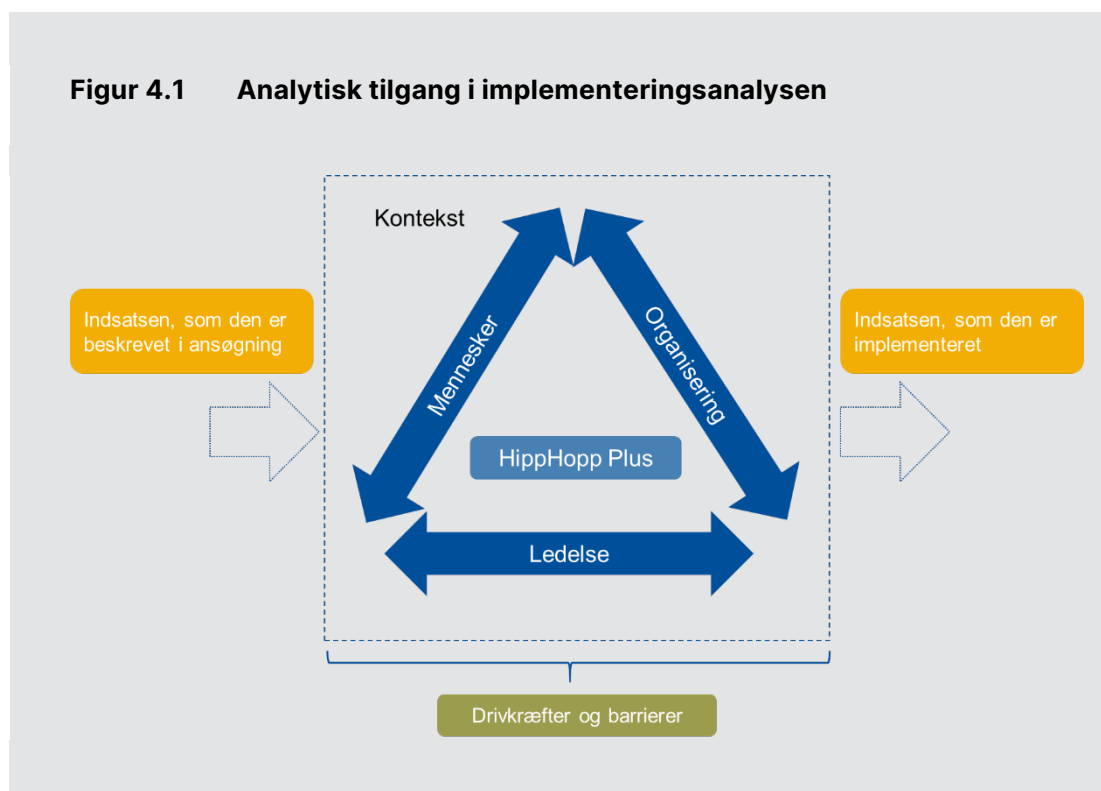 Figur 4.1 Analytisk tilgang i implementeringsanalysen
Kontekst
Indsatsen, som den er
beskrevet i ansøgning
Mennesker
Organisering
HippHopp Plus
Ledelse
Indsatsen, som den er
implementeret
Drivkræfter og barrierer